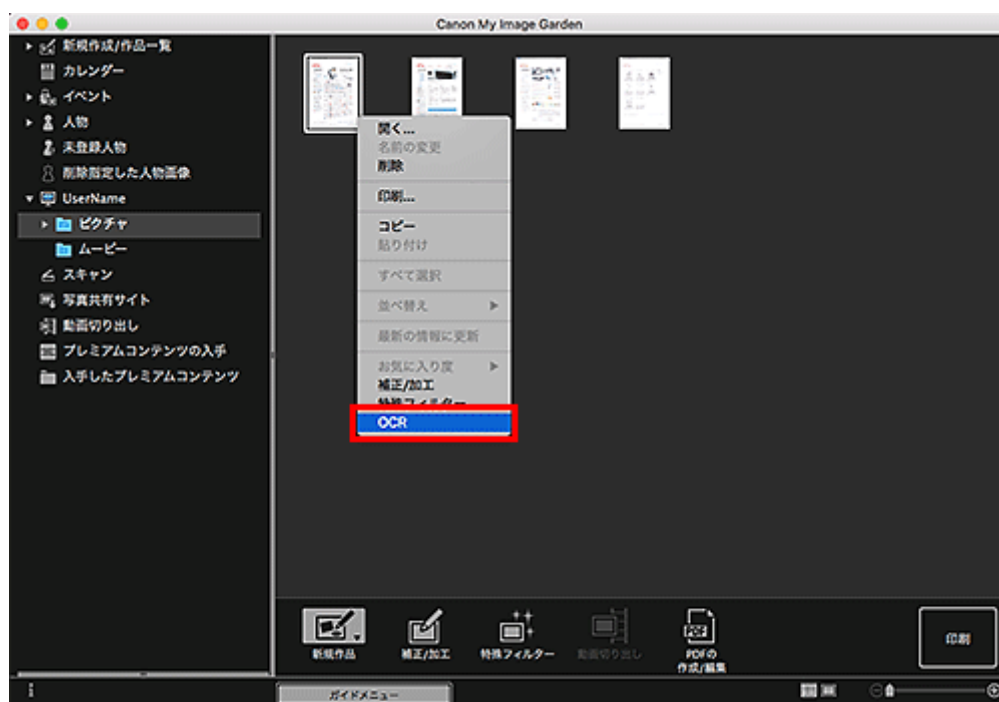 Canon My Image Garden
新規作成/作品一覧
カレンダー
イベント
人物
未登録人物
削除指定した人物画像
UserName
ピクチャ
ムービー
スキャン
写真共有サイト
動画切り出し
プレミアムコンテンツの入手
入手したプレミアムコンテンツ
開く...
名前の変更
削除
印刷...
コピー
貼り付け
すべて選択
並べ替え
最新の情報に更新
お気に入り度
補正/加工
特殊フィルター
OCR
新規作品
補正/加工
特殊フィルター
動画切り出し
PDF
PDFの
作成/編集
印刷
ガイドメニュー